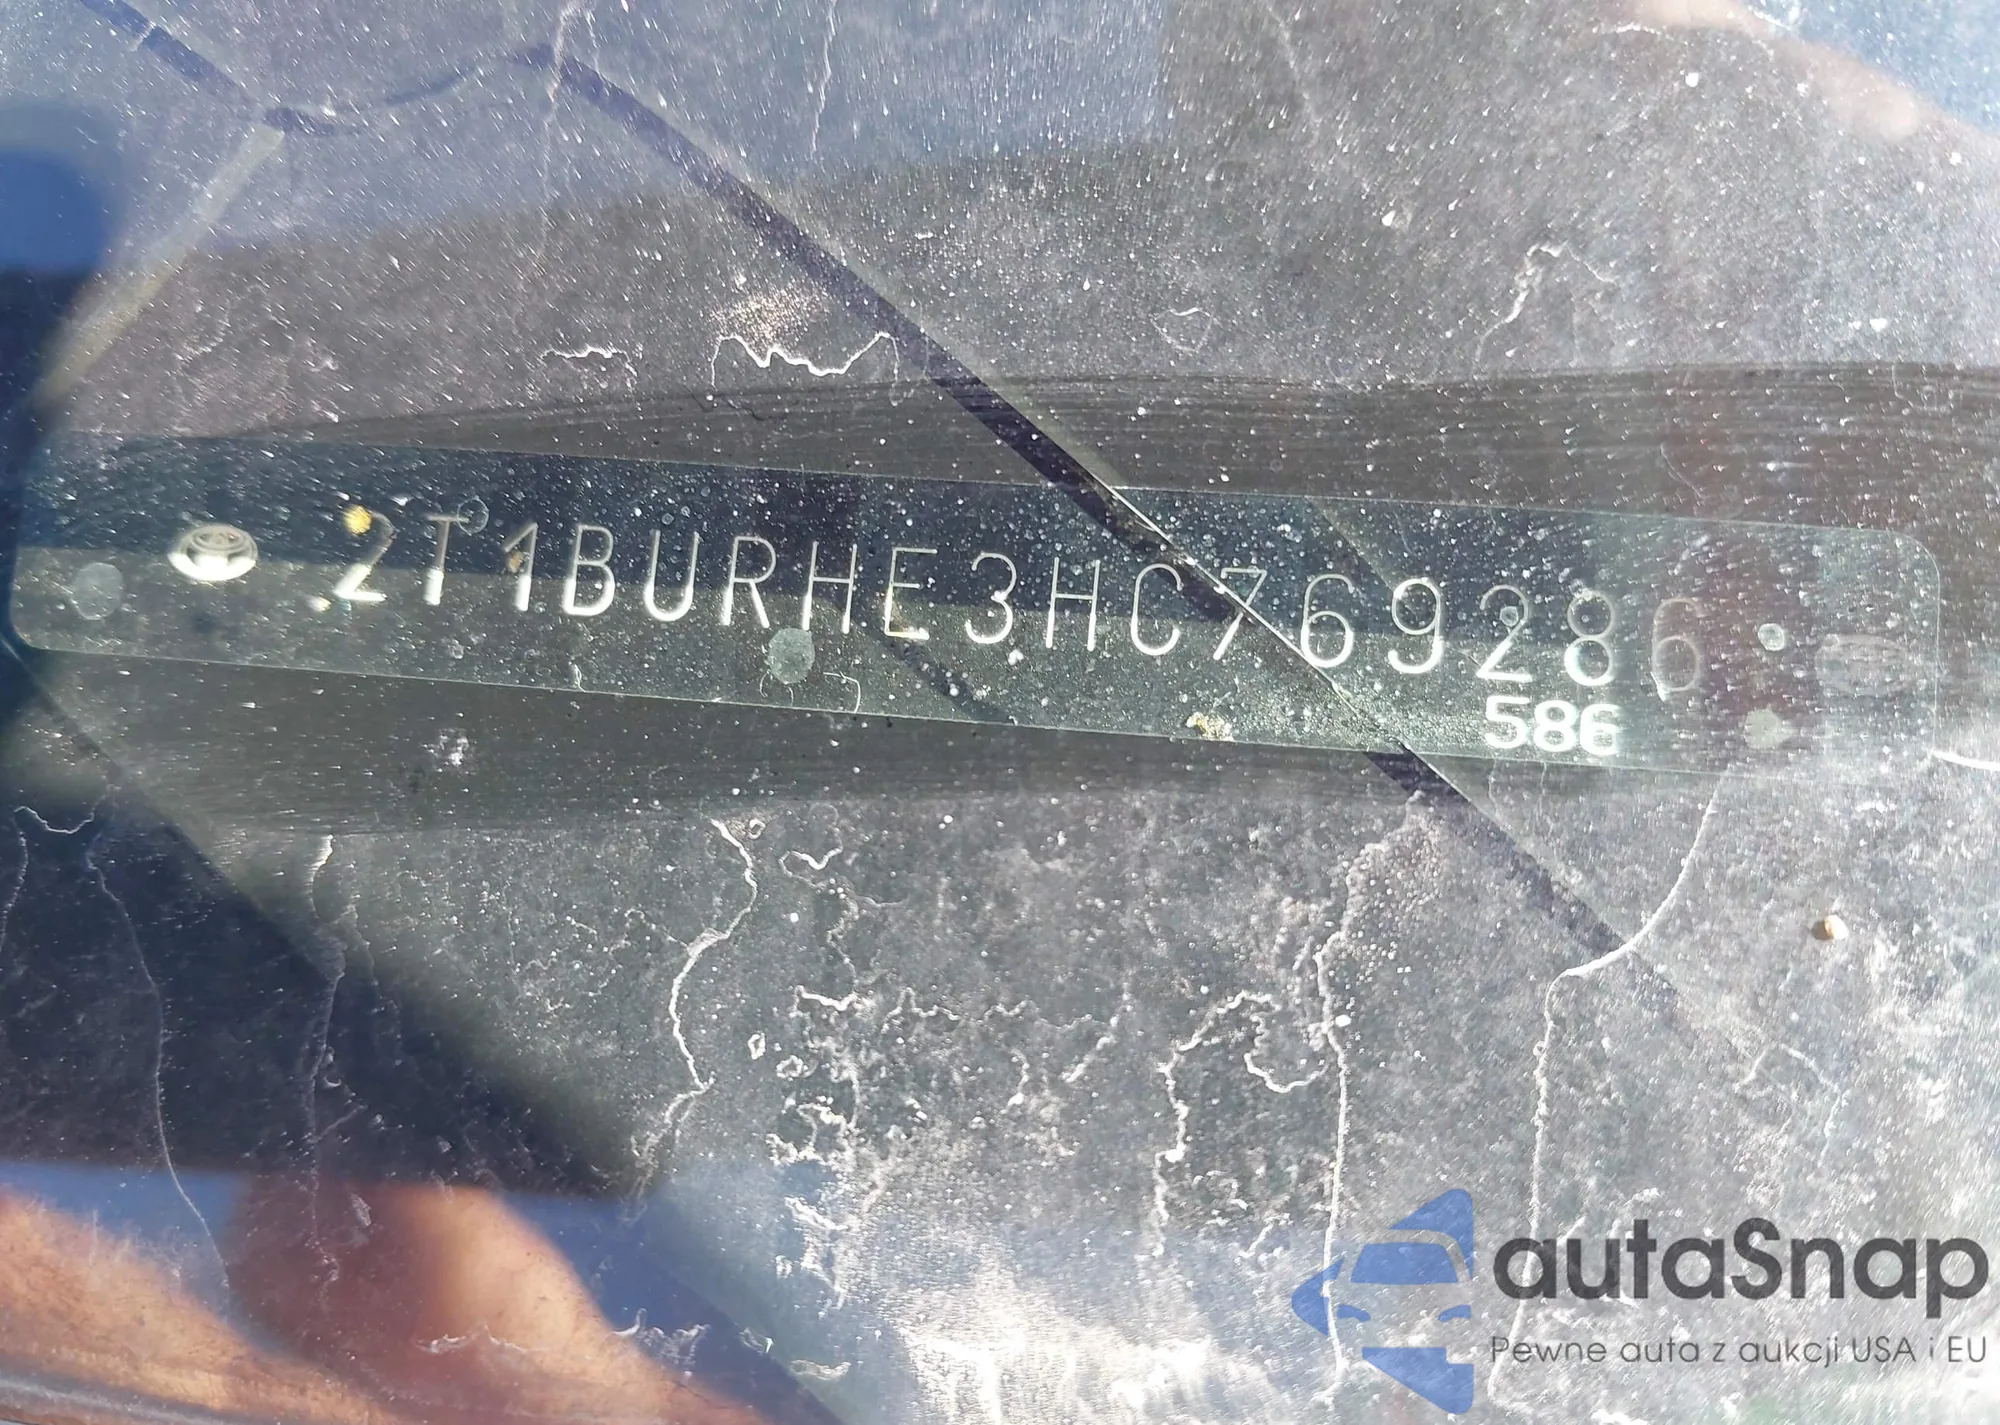 2T1BURHE3HC769286
586
autaSnap
Pewne auta z aukcji USA i EU